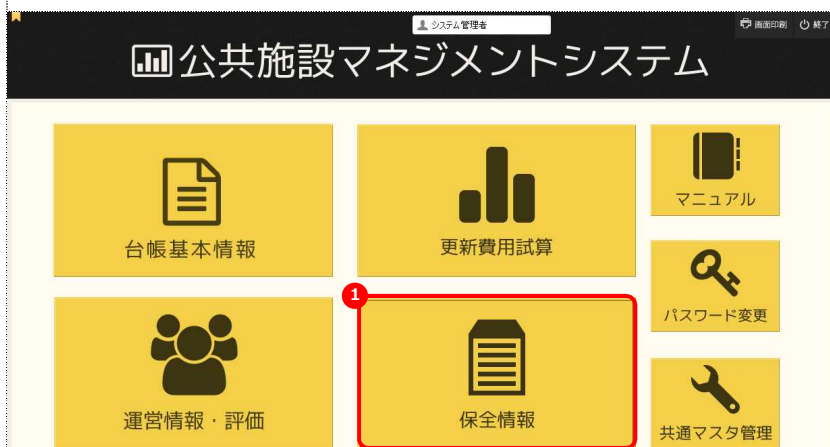 システム管理者
画面印刷
終了
公共施設マネジメントシステム
台帳基本情報
更新費用試算
マニュアル
パスワード変更
1
運営情報・評価
保全情報
共通マスタ管理